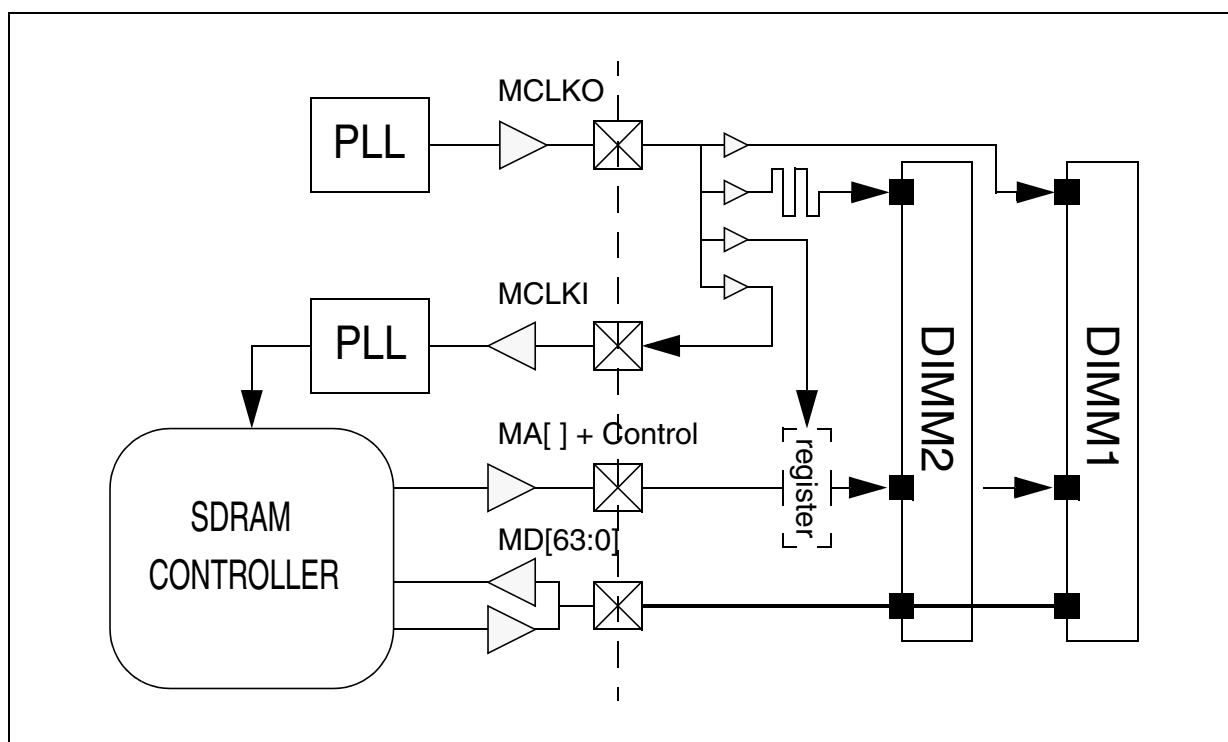 MCLKO
PLL
MCLKI
PLL
DIMM2
DIMM1
MA[ ] + Control
register
SDRAM
CONTROLLER
MD[63:0]